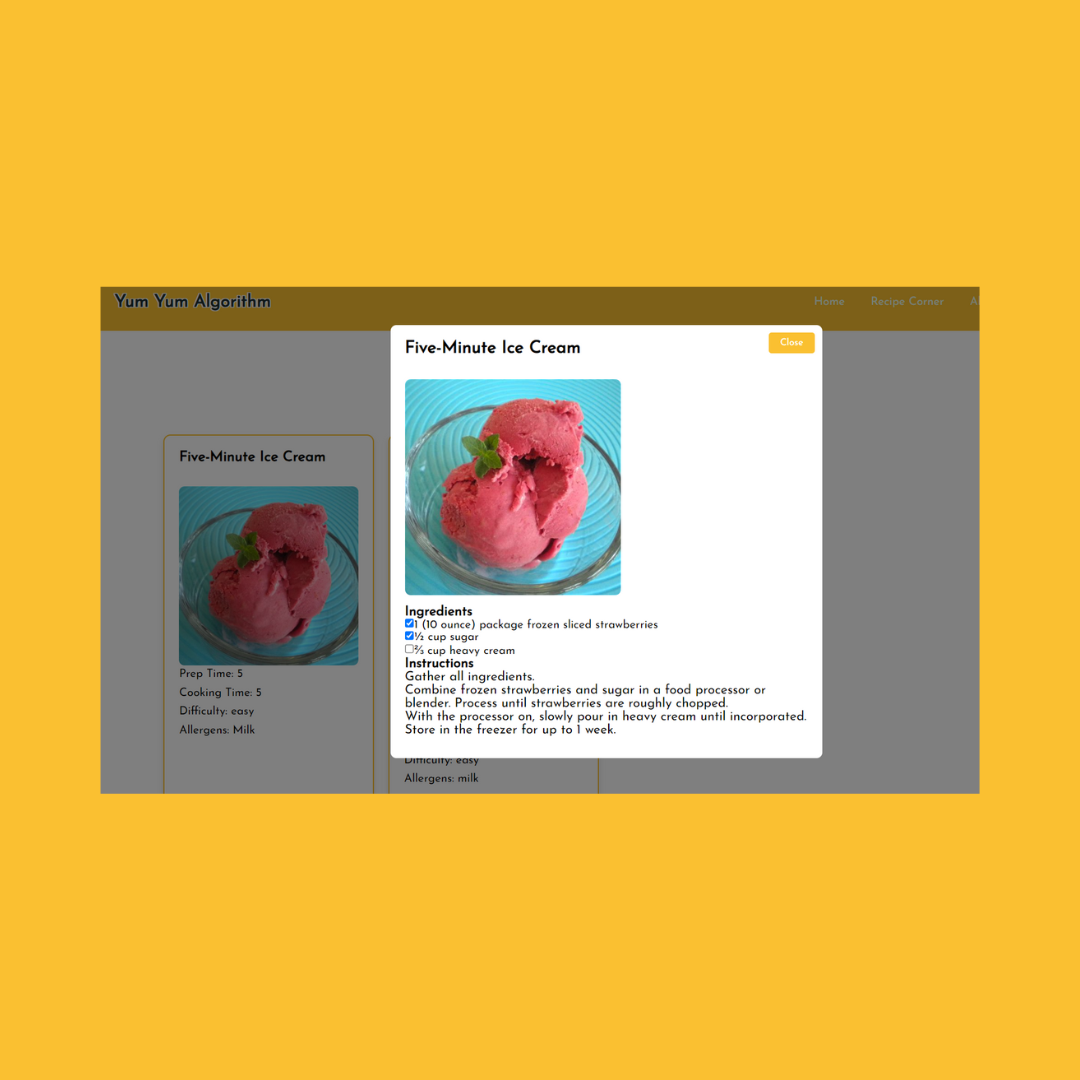 Yum Yum Algorithm
Home
Recipe Corner
Five-Minute Ice Cream
Close
Ingredients
1 (10 ounce) package frozen sliced strawberries
½ cup sugar
⅔ cup heavy cream
Instructions
Gather all ingredients.
Combine frozen strawberries and sugar in a food processor or
blender. Process until strawberries are roughly chopped.
With the processor on, slowly pour in heavy cream until incorporated.
Store in the freezer for up to 1 week.
Five-Minute Ice Cream
Prep Time: 5
Cooking Time: 5
Difficulty: easy
Allergens: Milk
Difficulty: easy
Allergens: milk